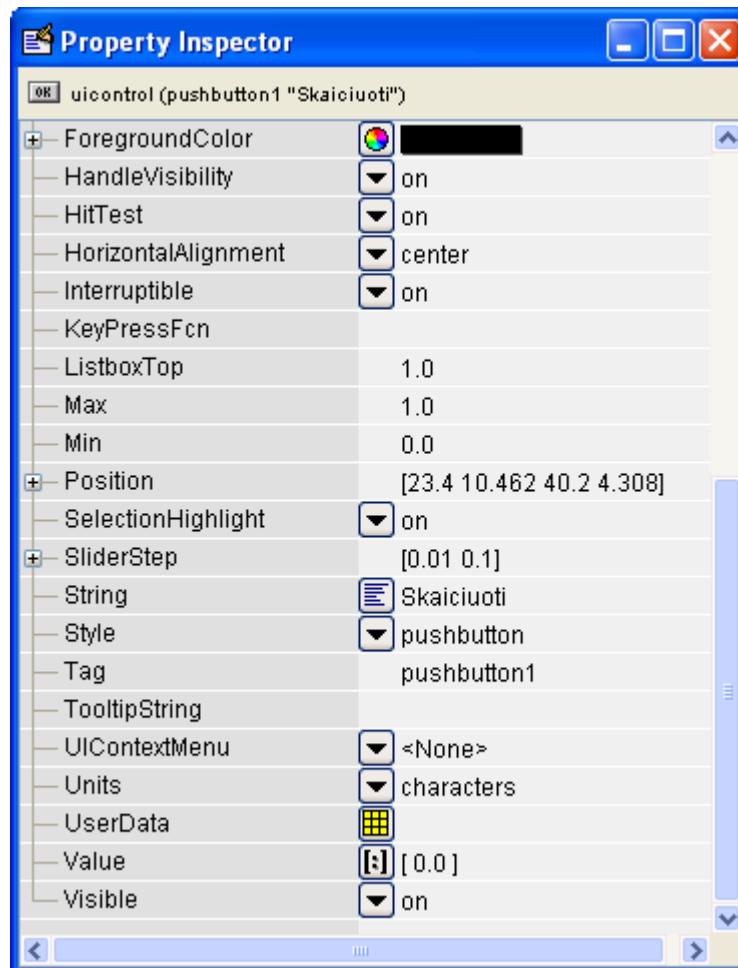 Property Inspector
OK uicontrol (pushbutton1 "Skaiciuoti")
ForegroundColor
HandleVisibility on
HitTest on
HorizontalAlignment center
Interruptible on
KeyPressFcn
ListboxTop 1.0
Max 1.0
Min 0.0
Position [23.4 10.462 40.2 4.308]
SelectionHighlight on
SliderStep [0.01 0.1]
String Skaiciuoti
Style pushbutton
Tag pushbutton1
TooltipString
UIContextMenu <None>
Units characters
UserData
Value [ 0.0 ]
Visible on